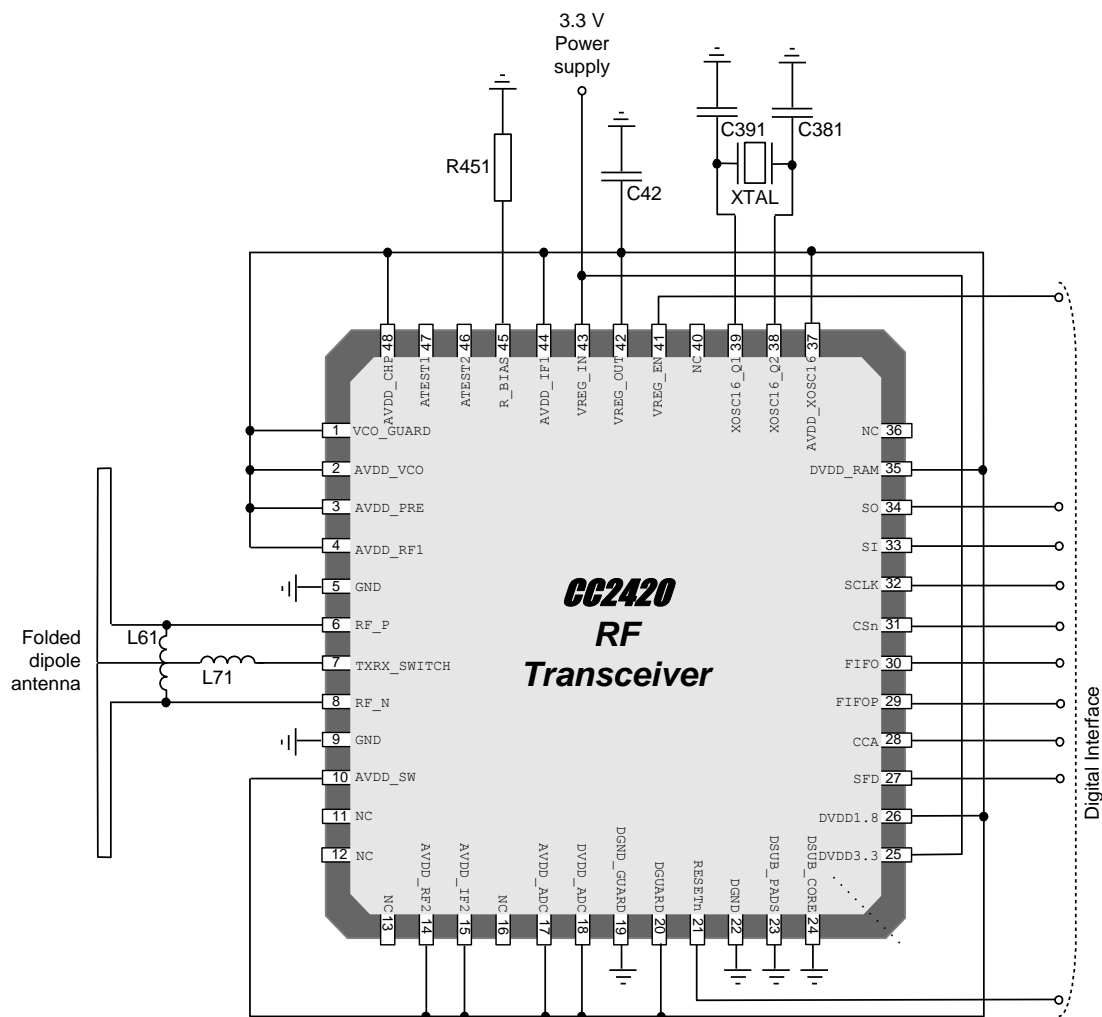 3.3 V
Power
supply
C391
C381
R451
C42
XTAL
48
47
46
45
44
43
42
41
40
39
38
37
AVDD_CHP
ATEST1
ATEST2
R_BIAS
AVDD_IF1
VREG_IN
VREG_OUT
VREG_EN
NC
XOSC16_Q1
XOSC16_Q2
AVDD_XOSC16
1 VCO_GUARD
2 AVDD_VCO
3 AVDD_PRE
4 AVDD_RF1
5 GND
6 RF_P
7 TXRX_SWITCH
8 RF_N
9 GND
10 AVDD_SW
11 NC
12 NC
NC 36
DVDD_RAM 35
SO 34
SI 33
SCLK 32
CSn 31
FIFO 30
FIFOP 29
CCA 28
SFD 27
DVDD1.8 26
DVDD3.3 25
CC2420
RF
Transceiver
Folded
dipole
antenna
L61
L71
Digital Interface
NC
AVDD_RF2
AVDD_IF2
NC
AVDD_ADC
DVDD_ADC
DGND_GUARD
DGUARD
RESETn
DGND
DSUB_PADS
DSUB_CORE
13
14
15
16
17
18
19
20
21
22
23
24